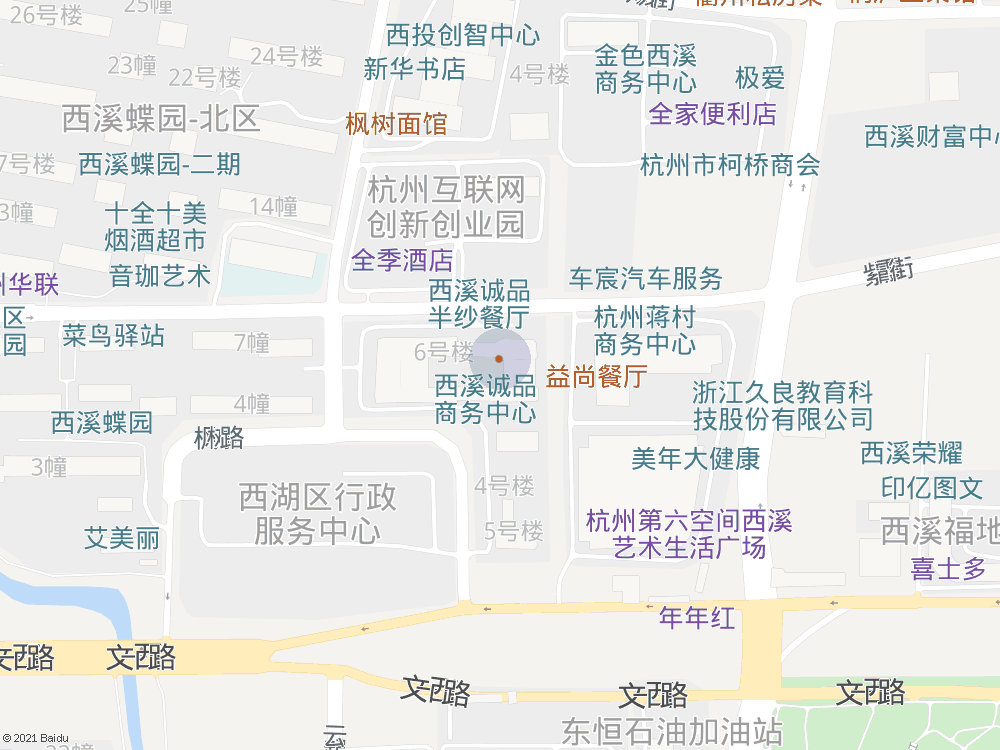 26号楼
25幢
西投创智中心
24号楼
23幢
22号楼
新华书店
4号楼
金色西溪
商务中心
极爱
全家便利店
西溪蝶园-北区
枫树面馆
西溪财富中心
7号楼
西溪蝶园-二期
杭州市柯桥商会
杭州互联网
创新创业园
3幢
14幢
十全十美
烟酒超市
音珈艺术
全季酒店
州华联
车宸汽车服务
西溪诚品
半纱餐厅
杭州蒋村
商务中心
区
园
菜鸟驿站
7幢
6号楼
益尚餐厅
西溪诚品
商务中心
4幢
浙江久良教育科
技股份有限公司
西溪蝶园
美年大健康
西溪荣耀
3幢
印亿图文
西湖区行政
服务中心
4号楼
5号楼
杭州第六空间西溪
艺术生活广场
西溪福地
艾美丽
喜士多
年年红
文西路
文西路
文西路
文西路
文西路
东恒石油加油站
© 2021 Baidu